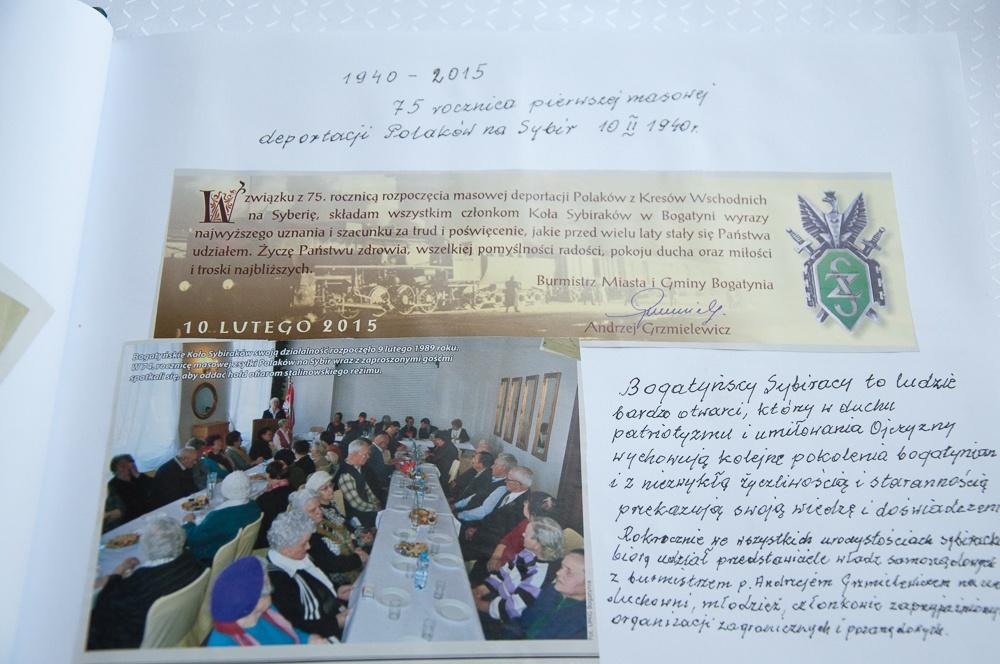 1940 - 2015
75 rocznica pierwszej masowej
deportacji Polaków na Sybir 10 II 1940r.
W związku z 75. rocznicą rozpoczęcia masowej deportacji Polaków z Kresów Wschodnich
na Syberię, składam wszystkim członkom Koła Sybiraków w Bogatyni wyrazy
najwyższego uznania i szacunku za trud i poświęcenie, jakie przed wielu laty stały się Państwa
udziałem. Życzę Państwu zdrowia, wszelkiej pomyślności radości, pokoju ducha oraz miłości
i troski najbliższych.
Burmistrz Miasta i Gminy Bogatynia
Andrzej Grzmielewicz
10 LUTEGO 2015
Bogatyńskie Koło Sybiraków swoją działalność rozpoczęło 9 lutego 1989 roku.
W 74. rocznicę masowej zsyłki Polaków na Sybir wraz z zaproszonymi gośćmi
spotkali się, aby oddać hołd ofiarom stalinowskiego reżimu.
Bogatyńscy Sybiracy to ludzie
bardzo otwarci, który w duchu
patriotyzmu i umiłowania Ojczyzny
wychowują kolejne pokolenia bogatynian
i z niezwykłą życzliwością i starannością
przekazują swoją wiedzę i
Rokrocznie we wszystkich uroczystościach
biorą udział przedstawiciele władz samorządowych
z burmistrzem p. Andrzejem Grzmielewiczem na
duchowni, młodzież, członkowie
organizacji zagranicznych i pozarządowych.